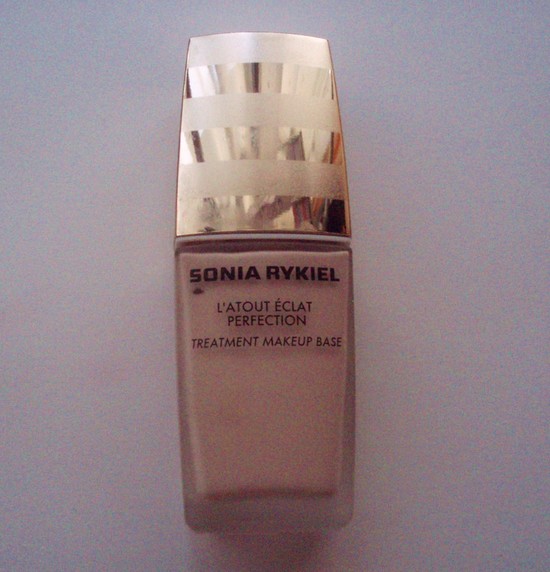 SONIA RYKIEL
L'ATOUT ÉCLAT
PERFECTION
TREATMENT MAKEUP BASE